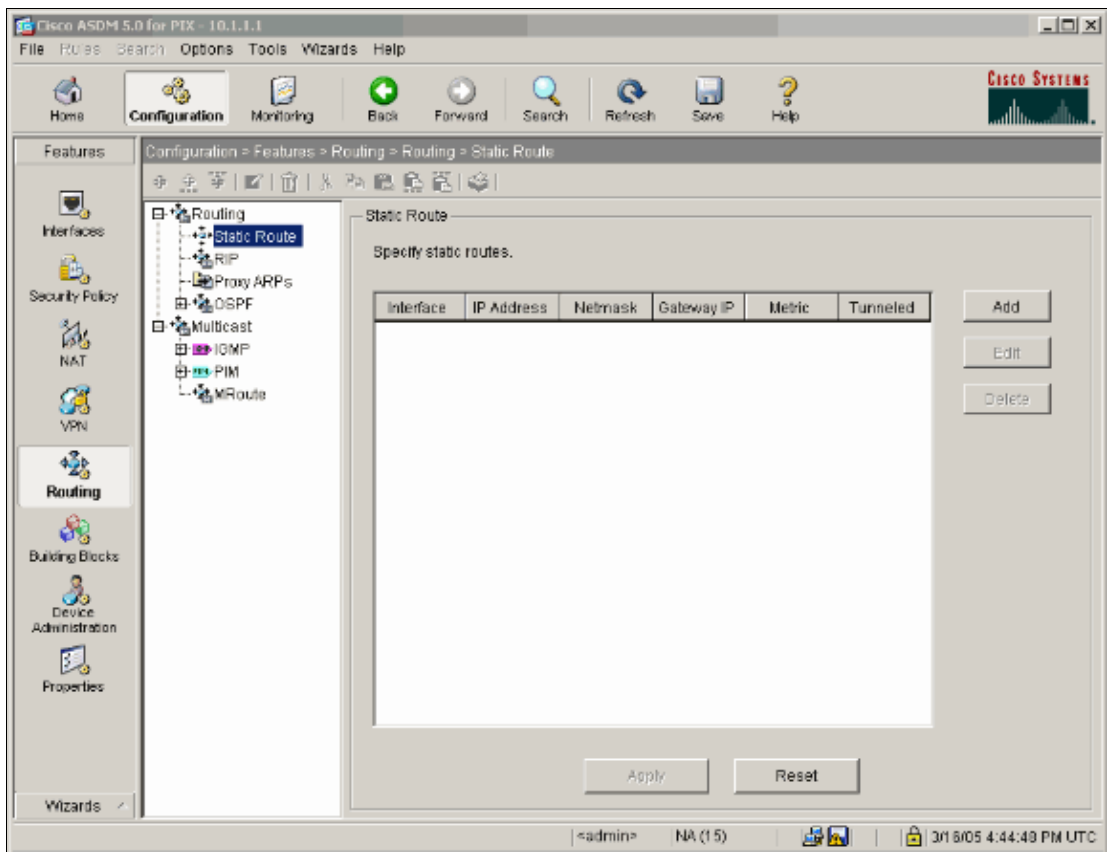 Cisco ASDM 5.0 for PIX - 10.1.1.1
File Rules Search Options Tools Wizards Help
Home Configuration Monitoring Back Forward Search Refresh Save Help
CISCO SYSTEMS
Features
Configuration > Features > Routing > Routing > Static Route
Interfaces
Security Policy
NAT
VPN
Routing
Building Blocks
Device
Administration
Properties
Wizards
Routing
Static Route
RIP
Proxy ARPs
OSPF
Multicast
IGMP
PIM
MRoute
Static Route
Specify static routes.
Interface IP Address Netmask Gateway IP Metric Tunneled
Add
Edit
Delete
Apply Reset
<admin> NA (15) 3/16/05 4:44:48 PM UTC